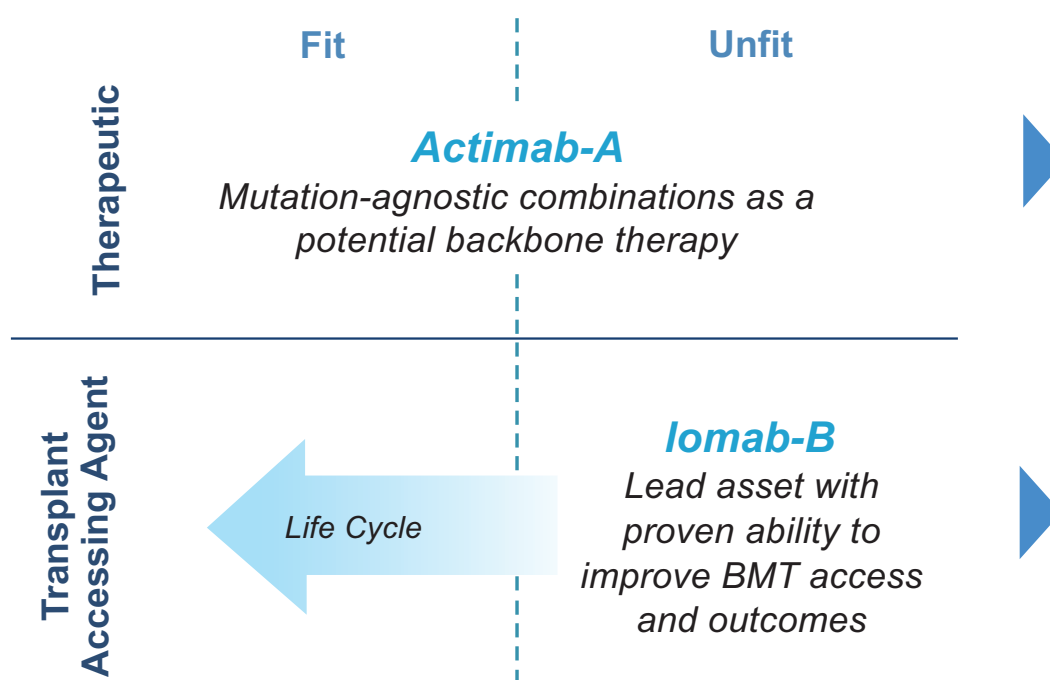 Fit
Unfit
Therapeutic
Actimab-A
Mutation-agnostic combinations as a
potential backbone therapy
Transplant
Accessing Agent
Life Cycle
Iomab-B
Lead asset with
proven ability to
improve BMT access
and outcomes